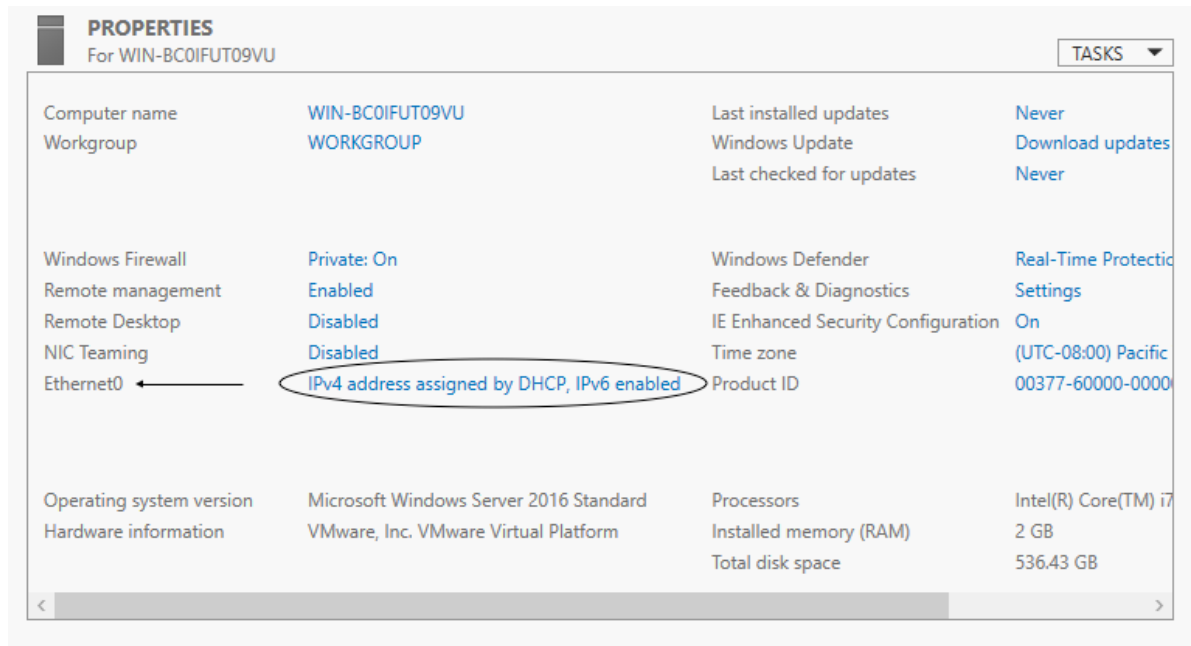 PROPERTIES
For WIN-BC0IFUT09VU
TASKS
Computer name WIN-BC0IFUT09VU Last installed updates Never
Workgroup WORKGROUP Windows Update Download updates
Last checked for updates Never
Windows Firewall Private: On Windows Defender Real-Time Protectic
Remote management Enabled Feedback & Diagnostics Settings
Remote Desktop Disabled IE Enhanced Security Configuration On
NIC Teaming Disabled Time zone (UTC-08:00) Pacific
Ethernet0 IPv4 address assigned by DHCP, IPv6 enabled Product ID 00377-60000-0000
Operating system version Microsoft Windows Server 2016 Standard Processors Intel(R) Core(TM) i7
Hardware information VMware, Inc. VMware Virtual Platform Installed memory (RAM) 2 GB
Total disk space 536.43 GB